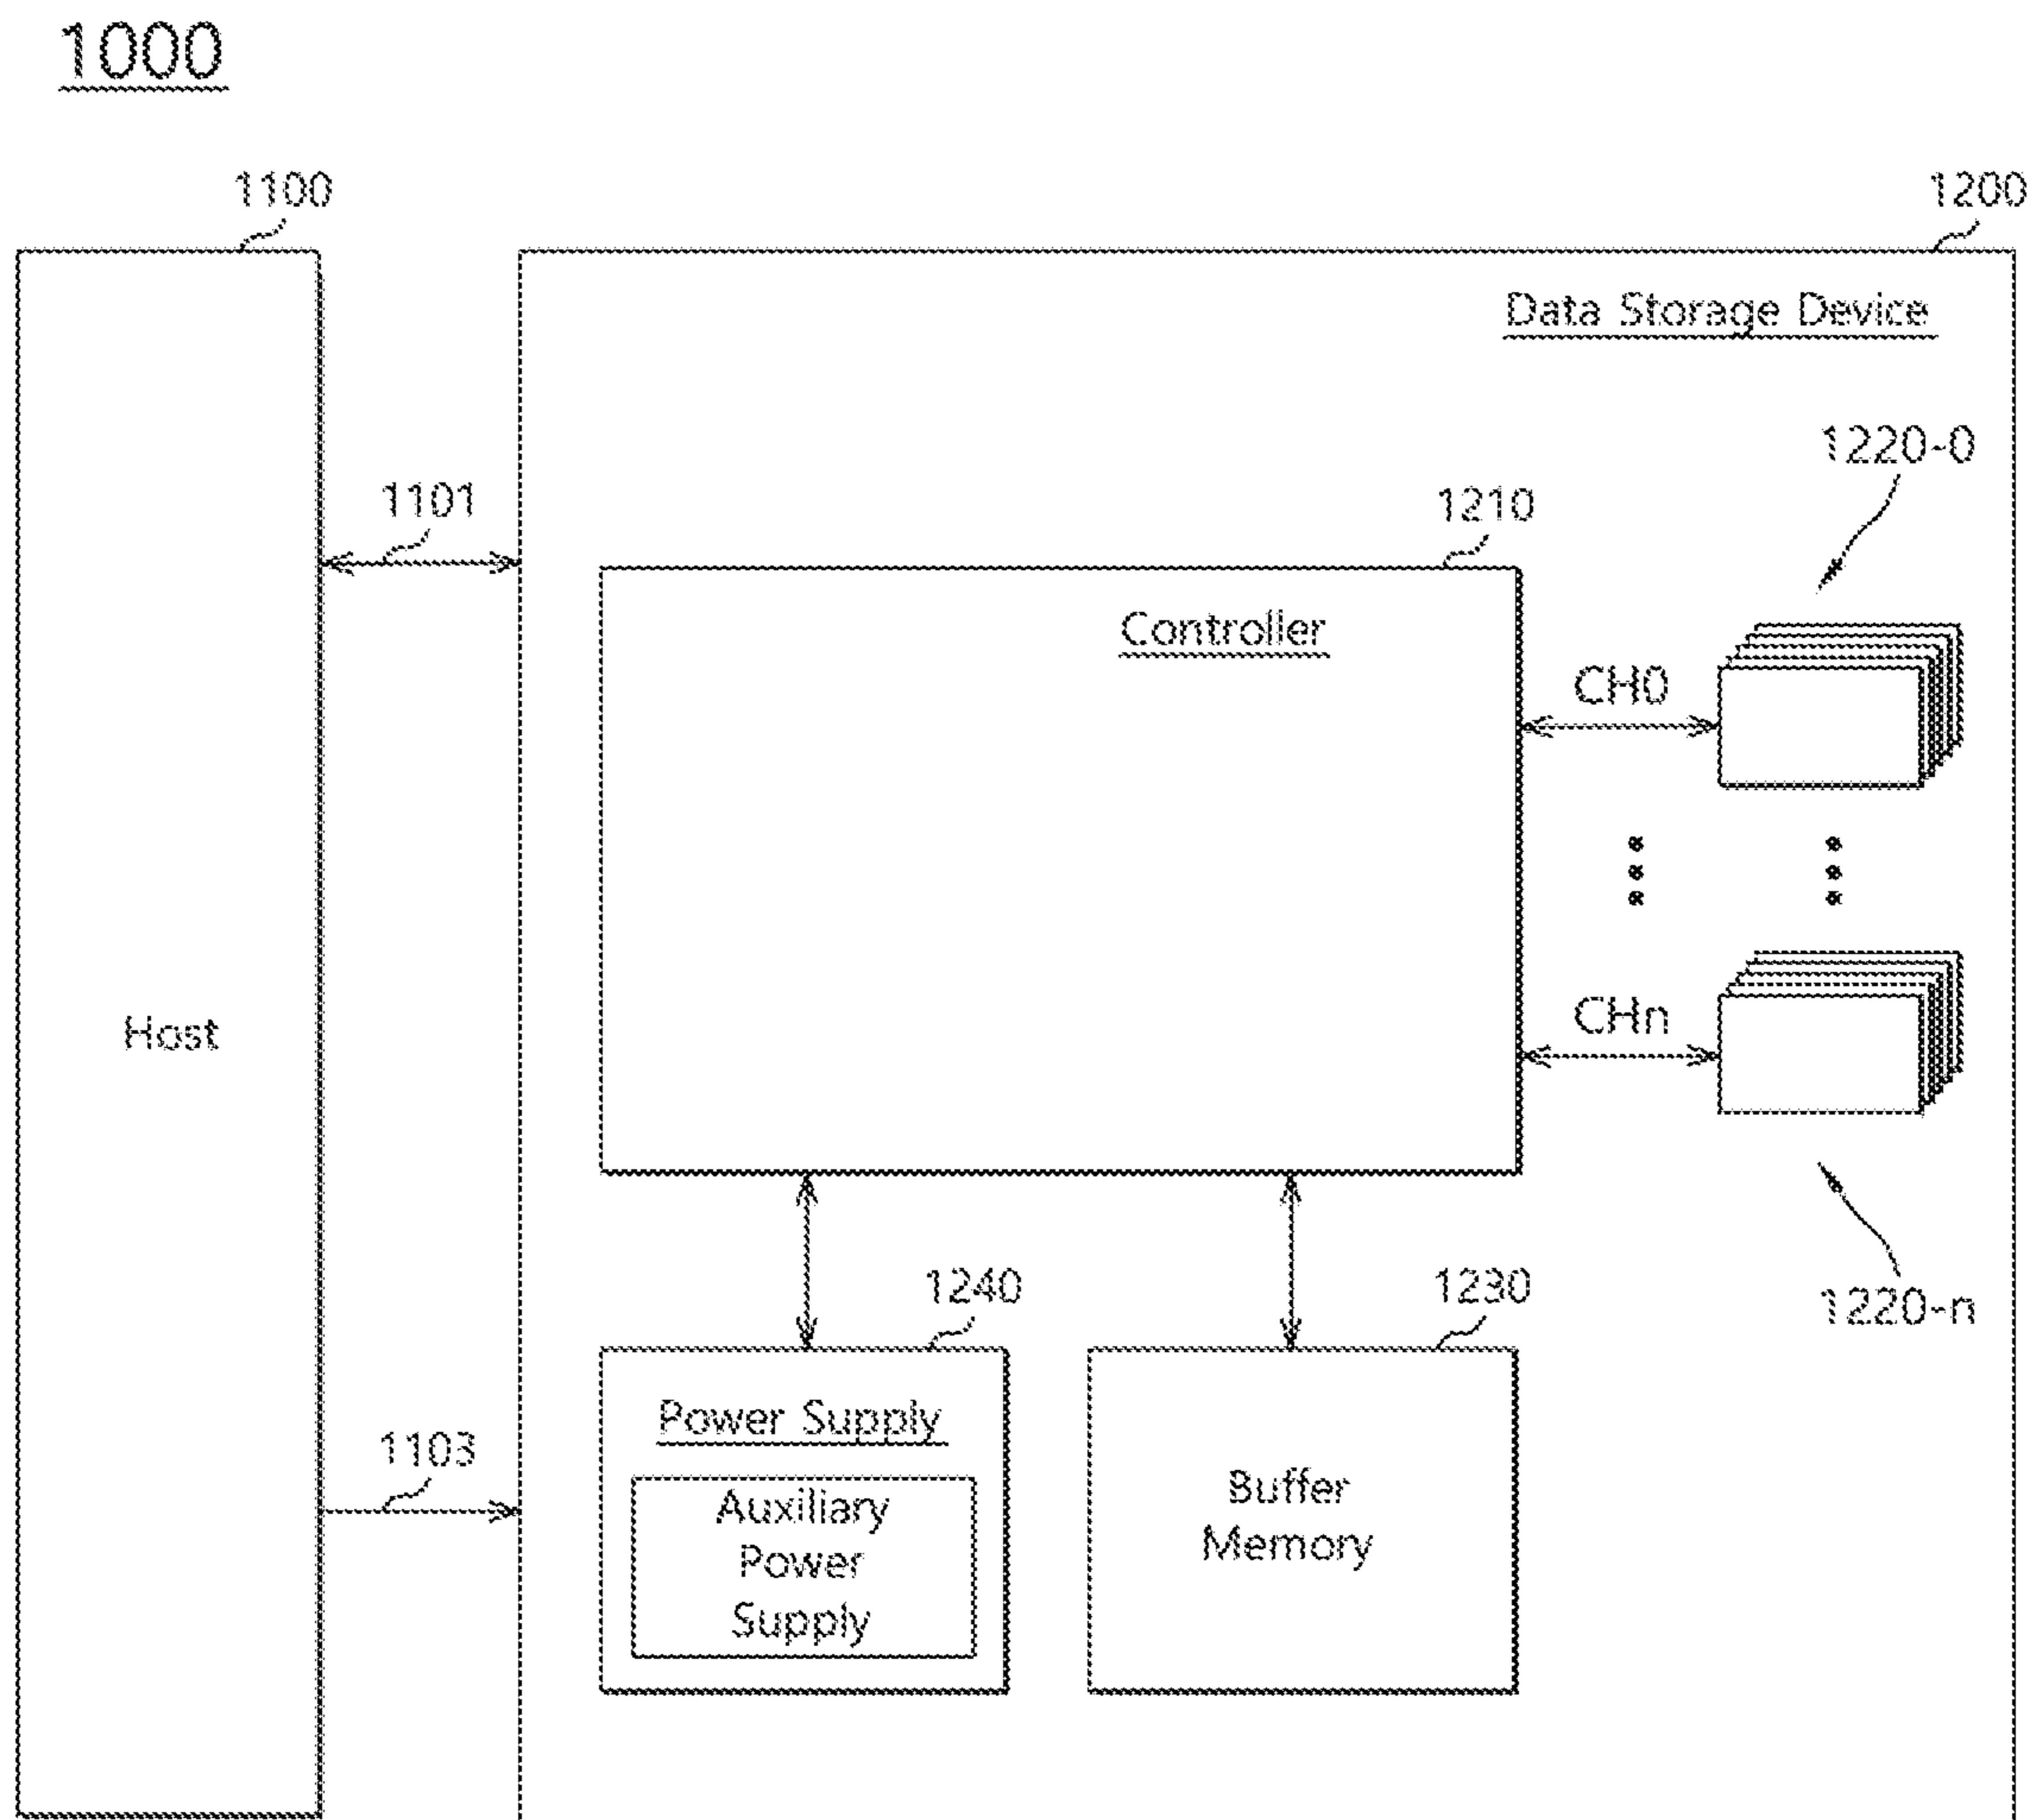 1000
1100
1200
Data Storage Device
1220-0
1101
1210
Controller
CH0
CHn
Host
1240
1230
1220-n
Power Supply
1103
Auxiliary
Power
Supply
Buffer
Memory